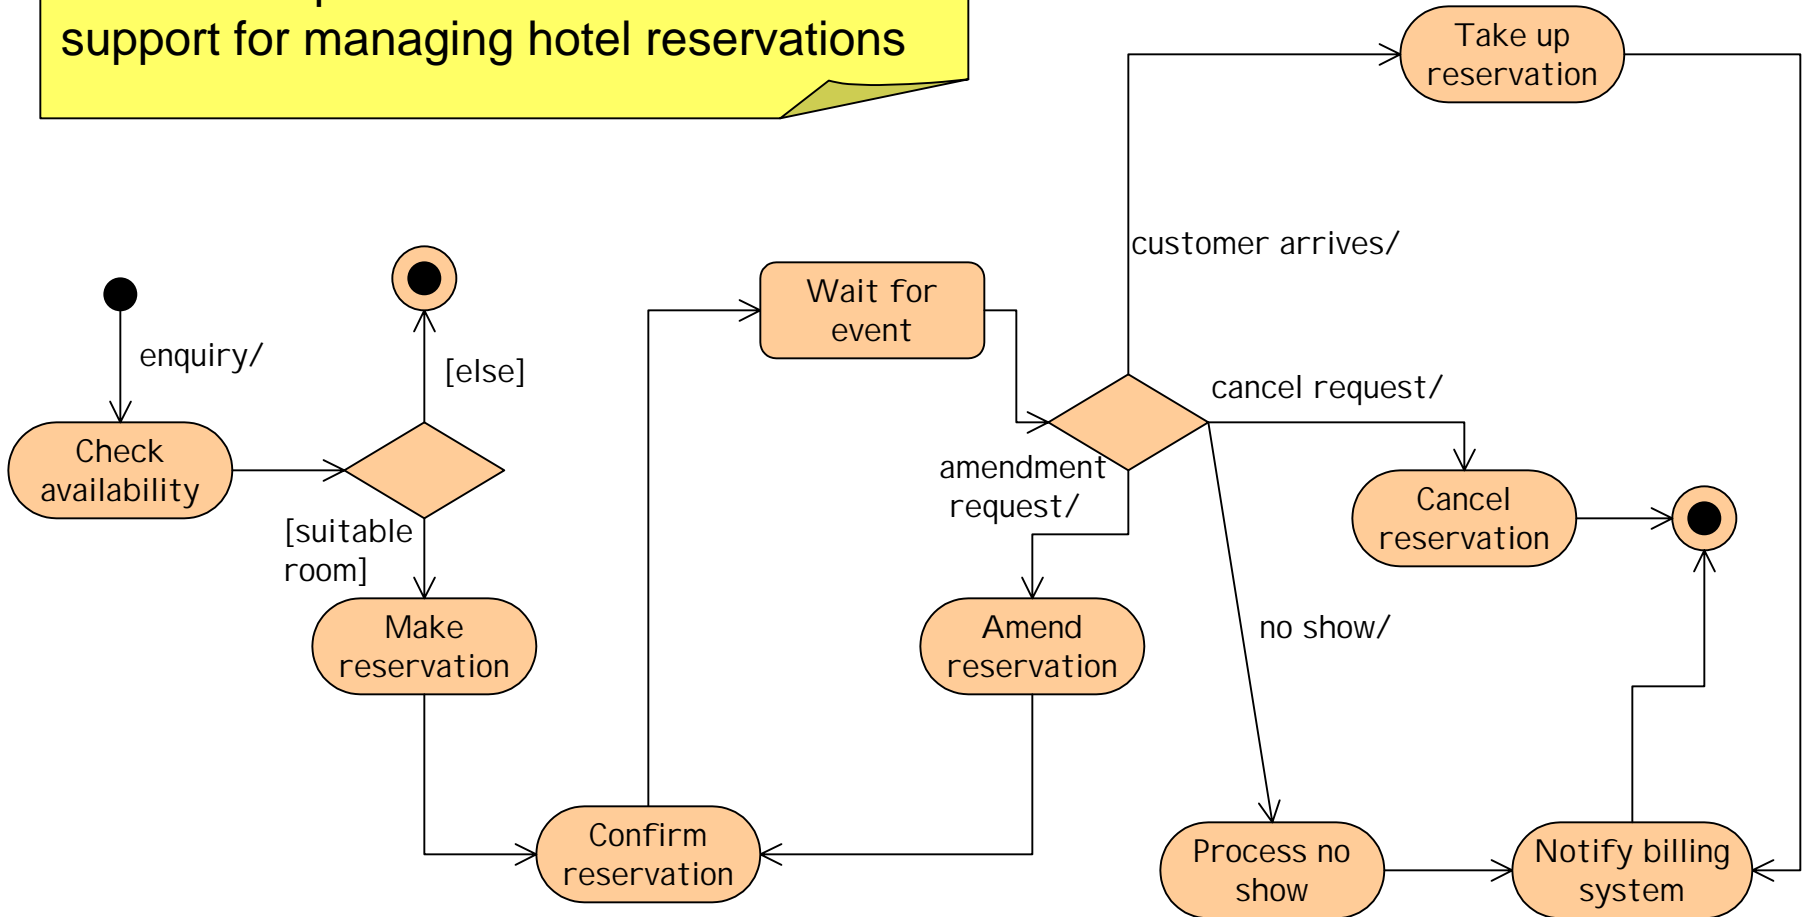 support for managing hotel reservations
Take up
reservation
customer arrives/
Wait for
event
enquiry/
[else]
cancel request/
Check
availability
amendment
request/
Cancel
reservation
[suitable
room]
Make
reservation
Amend
reservation
no show/
Confirm
reservation
Process no
show
Notify billing
system